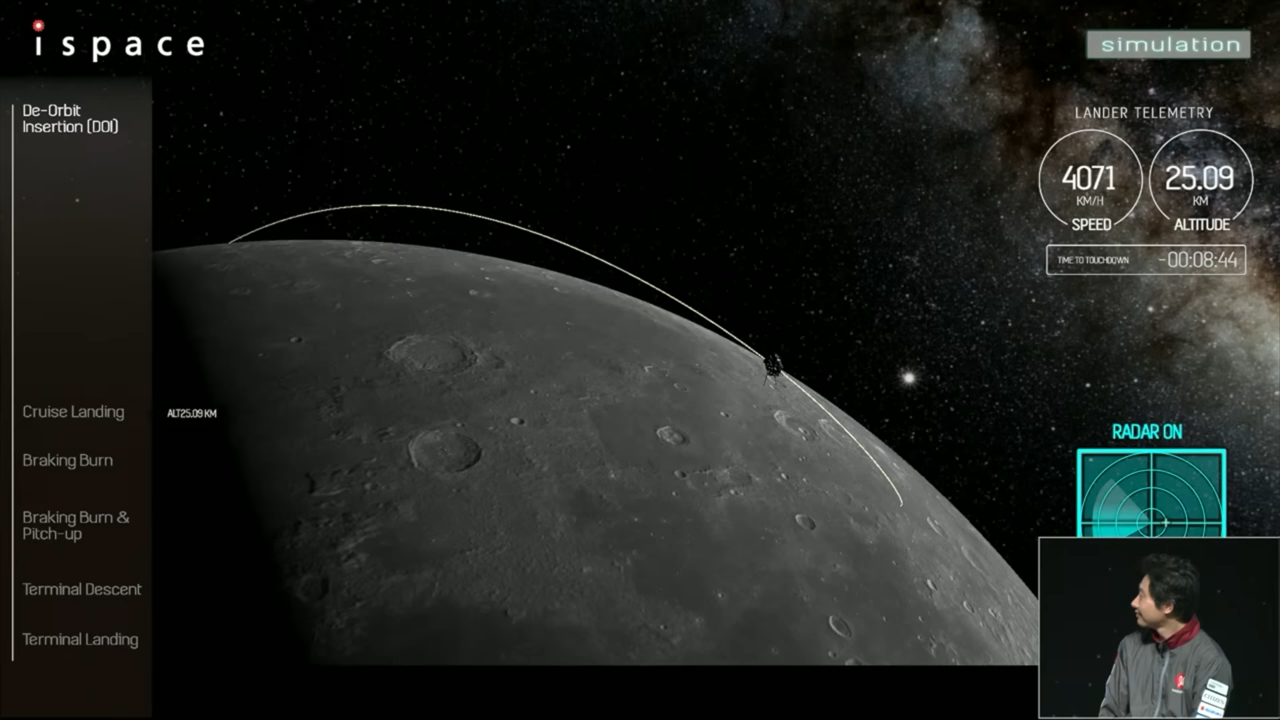 ispace
simulation
De-Orbit
Insertion (DOI)
Cruise Landing
Braking Burn
Braking Burn &
Pitch-up
Terminal Descent
Terminal Landing
ALT25.09 KM
LANDER TELEMETRY
4071
KM/H
SPEED
25.09
KM
ALTITUDE
TIME TO TOUCHDOWN -00:08:44
RADAR ON
CITIZEN
SUZUKI